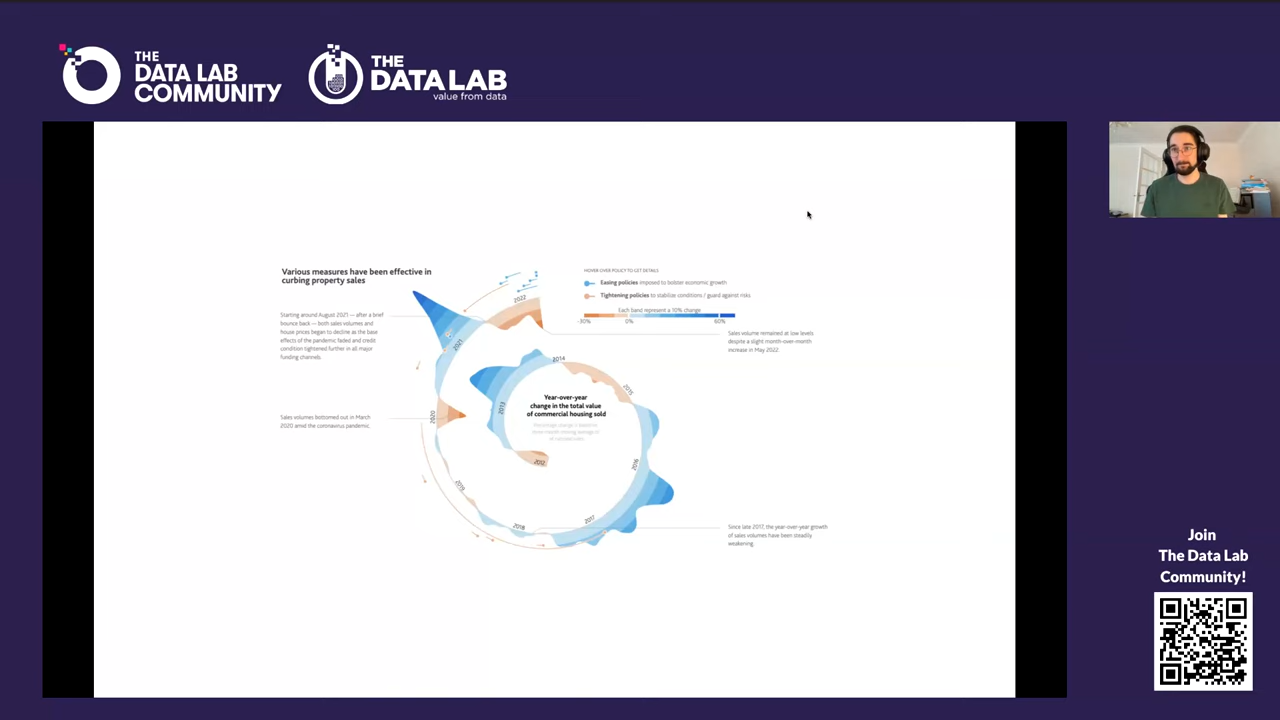 THE
DATA LAB
COMMUNITY
THE
DATALAB
value from data
Various measures have been effective in
curbing property sales
Starting around August 2021 — after a brief
bounce back — both sales volumes and
house prices began to decline as the base
effects of the pandemic faded and credit
condition tightened further in all major
funding channels.
Sales volumes bottomed out in March
2020 amid the coronavirus pandemic.
HOVER OVER POLICY TO GET DETAILS
Easing policies imposed to bolster economic growth
Tightening policies to stabilize conditions / guard against risks
Each band represent a 10% change
-30%
0%
60%
Sales volume remained at low levels
despite a slight month-over-month
increase in May 2022.
2022
2021
2020
2019
2018
2017
2016
2015
2014
2013
2012
Year-over-year
change in the total value
of commercial housing sold
Since late 2017, the year-over-year growth
of sales volumes have been steadily
weakening.
Join
The Data Lab
Community!